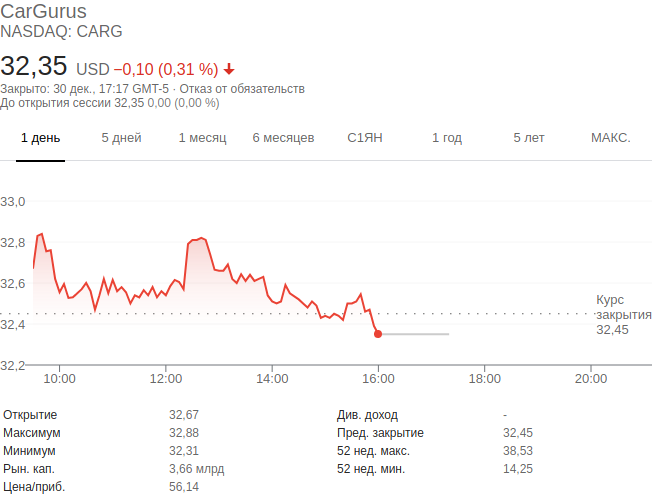 CarGurus
NASDAQ: CARG
32,35 USD −0,10 (0,31 %)
Закрыто: 30 дек., 17:17 GMT-5 · Отказ от обязательств
До открытия сессии 32,35 0,00 (0,00 %)
1 день 5 дней 1 месяц 6 месяцев С1ЯН 1 год 5 лет МАКС.
33,0
32,8
32,6
Курс
закрытия
32,4
32,45
32,2
10:00 12:00 14:00 16:00 18:00 20:00
Открытие 32,67 Див. доход -
Максимум 32,88 Пред. закрытие 32,45
Минимум 32,31 52 нед. макс. 38,53
Рын. кап. 3,66 млрд 52 нед. мин. 14,25
Цена/приб. 56,14